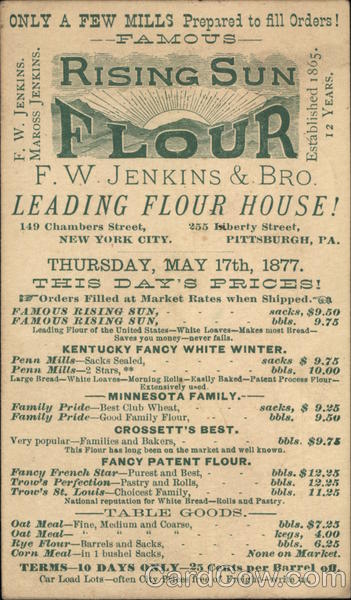 ONLY A FEW MILLS Prepared to fill Orders!
FAMOUS
F. W. JENKINS.
MAROSS JENKINS.
RISING SUN
FLOUR
Established 1865.
12 YEARS.
F. W. JENKINS & BRO.
LEADING FLOUR HOUSE!
149 Chambers Street, 255 Liberty Street,
NEW YORK CITY. PITTSBURGH, PA.
THURSDAY, MAY 17th, 1877.
THIS DAY'S PRICES!
Orders Filled at Market Rates when Shipped.
FAMOUS RISING SUN, - - - sacks, $9.50
FAMOUS RISING SUN, - - - bbls. 9.75
Leading Flour of the United States—White Loaves—Makes most Bread—
Saves you money—never fails.
KENTUCKY FANCY WHITE WINTER.
Penn Mills—Sacks Sealed, - - sacks $ 9.75
Penn Mills—2 Stars, ** - - bbls. 10.00
Large Bread—White Loaves—Morning Rolls—Easily Baked—Patent Process Flour—
Extensively used.
MINNESOTA FAMILY.
Family Pride—Best Club Wheat, - sacks, $ 9.25
Family Pride—Good Family Flour, - bbls. 9.50
CROSSETT'S BEST.
Very popular—Families and Bakers, - - bbls. $9.75
This Flour has long been on the market and well known.
FANCY PATENT FLOUR.
Fancy French Star—Purest and Best, - bbls. $12.25
Trow's Perfection—Pastry and Rolls, - bbls. 12.25
Trow's St. Louis—Choicest Family, - bbls. 11.25
National reputation for White Bread—Rolls and Pastry.
TABLE GOODS.
Oat Meal—Fine, Medium and Coarse, - bbls. $7.25
Oat Meal— " " " - kegs, 4.00
Rye Flour—Barrels and Sacks, - bbls. 6.25
Corn Meal—in 1 bushel sacks, - None on Market.
TERMS—10 DAYS ONLY—25 Cents per Barrel off.
Car Load Lots—often
CardCow.com